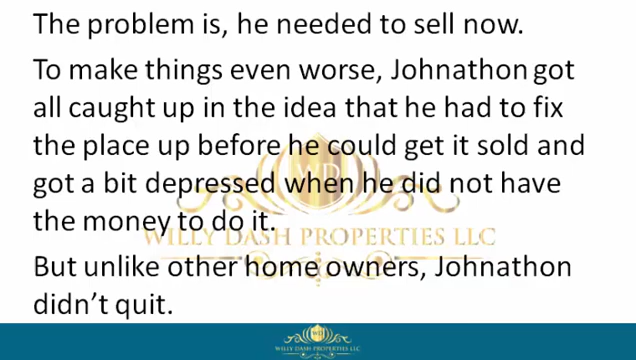 The problem is, he needed to sell now.
To make things even worse, Johnathon got
all caught up in the idea that he had to fix
the place up before he could get it sold and
got a bit depressed when he did not have
the money to do it.
WILLY DASH PROPERTIES LLC
But unlike other home owners, Johnathon
didn’t quit.
WILLY DASH PROPERTIES LLC